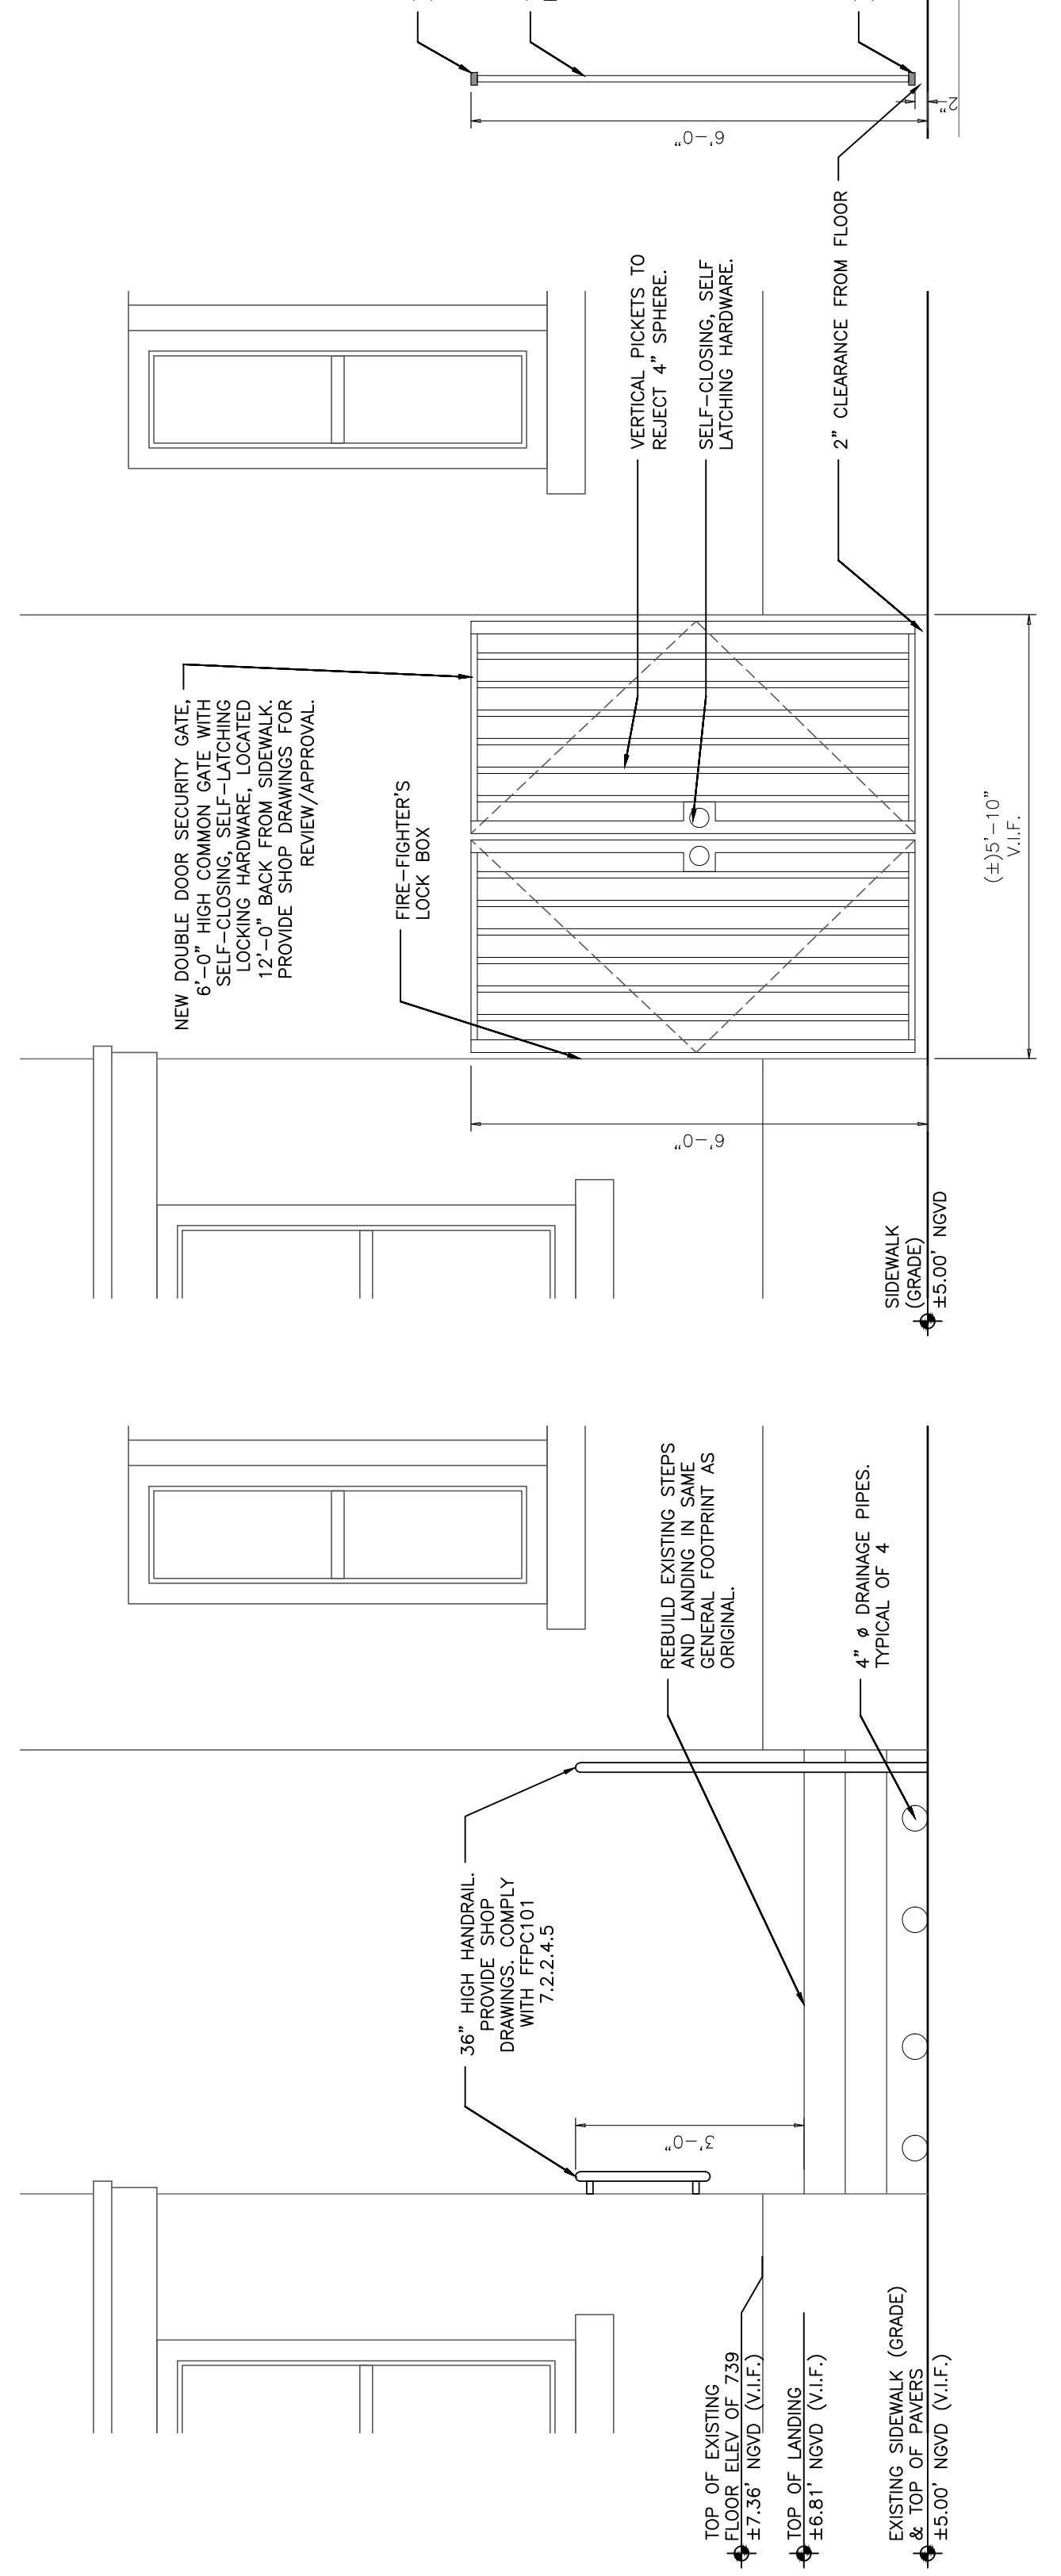 36" HIGH HANDRAIL.
PROVIDE SHOP
DRAWINGS. COMPLY
WITH FFPC101
7.2.2.4.5
3'-0"
REBUILD EXISTING STEPS
AND LANDING IN SAME
GENERAL FOOTPRINT AS
ORIGINAL.
4" ø DRAINAGE PIPES.
TYPICAL OF 4
TOP OF EXISTING
FLOOR ELEV OF 739
±7.36' NGVD (V.I.F.)
TOP OF LANDING
±6.81' NGVD (V.I.F.)
EXISTING SIDEWALK (GRADE)
& TOP OF PAVERS
±5.00' NGVD (V.I.F.)
NEW DOUBLE DOOR SECURITY GATE,
6'-0" HIGH COMMON GATE WITH
SELF-CLOSING, SELF-LATCHING
LOCKING HARDWARE, LOCATED
12'-0" BACK FROM SIDEWALK.
PROVIDE SHOP DRAWINGS FOR
REVIEW/APPROVAL.
FIRE-FIGHTER'S
LOCK BOX
VERTICAL PICKETS TO
REJECT 4" SPHERE.
SELF-CLOSING, SELF
LATCHING HARDWARE.
6'-0"
2" CLEARANCE FROM FLOOR
SIDEWALK
(GRADE)
±5.00' NGVD
(±)5'-10"
V.I.F.
6'-0"
2"